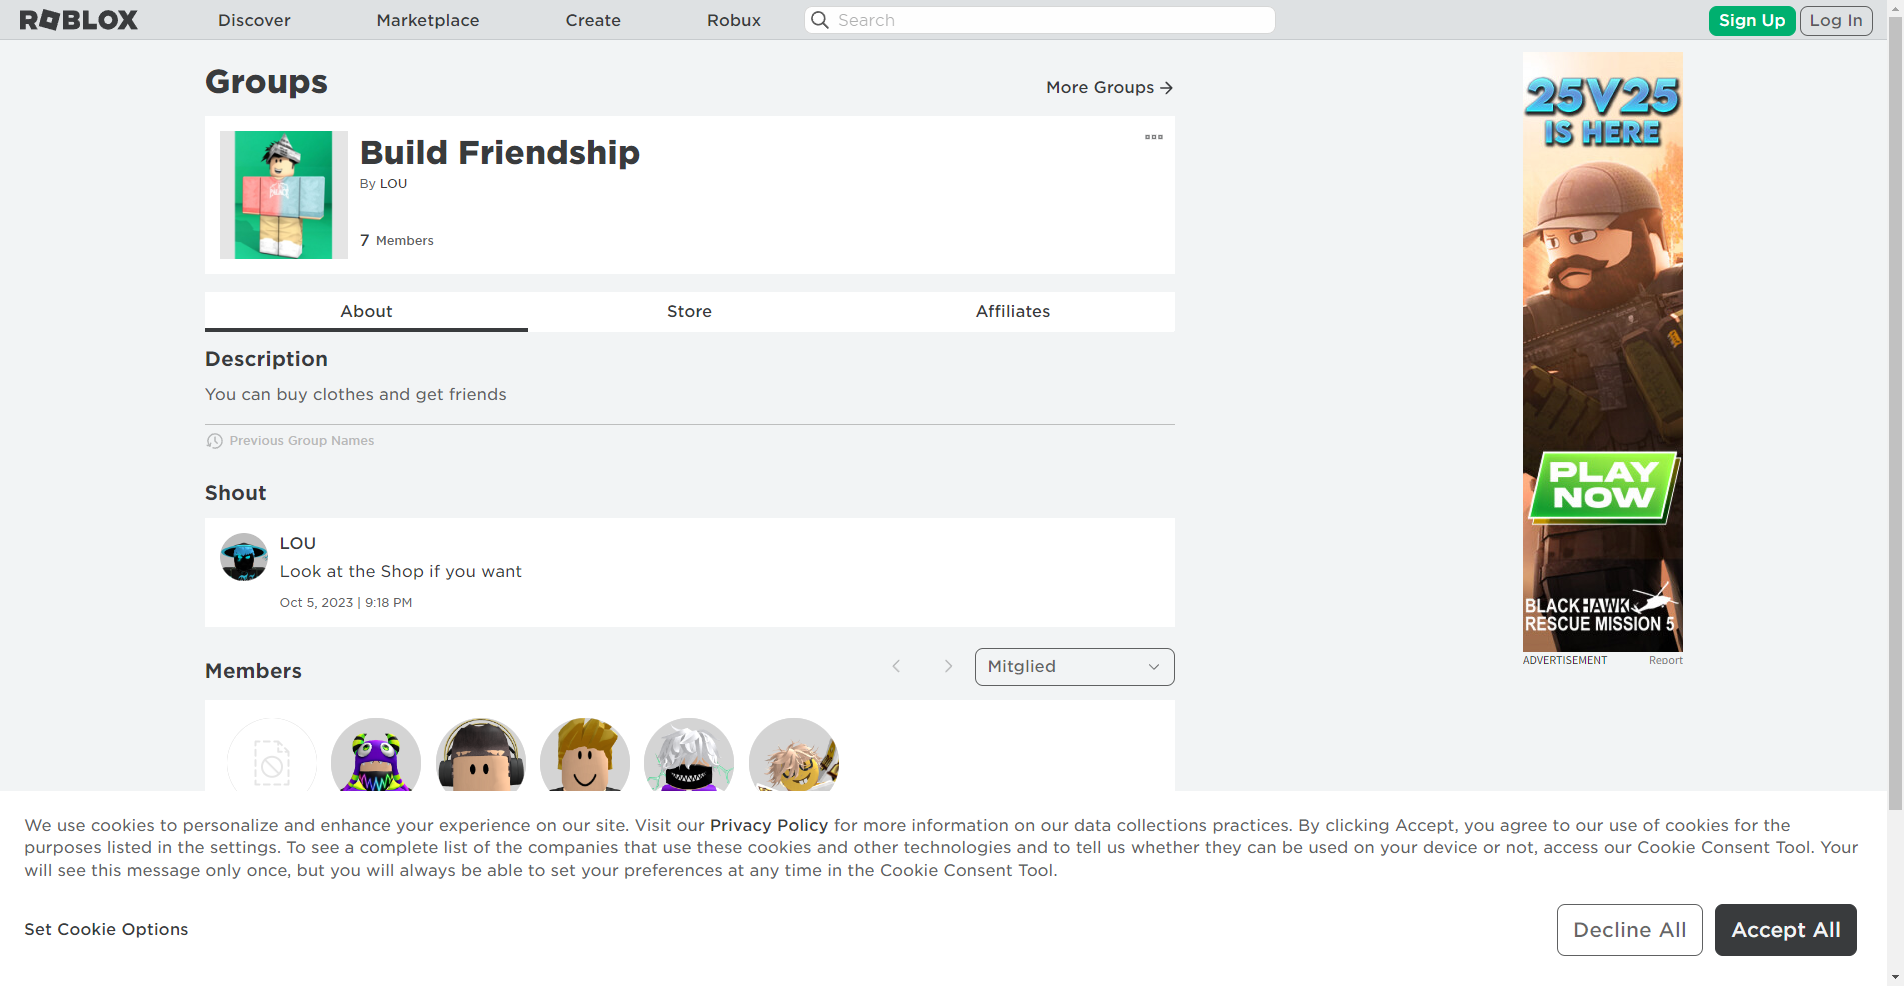 ROBLOX
Discover
Marketplace
Create
Robux
Search
Sign Up
Log In
Groups
More Groups
Build Friendship
By LOU
7 Members
About
Store
Affiliates
Description
You can buy clothes and get friends
Previous Group Names
Shout
LOU
Look at the Shop if you want
Oct 5, 2023 | 9:18 PM
Members
Mitglied
25V25
IS HERE
PLAY
NOW
BLACKHAWK
RESCUE MISSION 5
ADVERTISEMENT
Report
We use cookies to personalize and enhance your experience on our site. Visit our Privacy Policy for more information on our data collections practices. By clicking Accept, you agree to our use of cookies for the
purposes listed in the settings. To see a complete list of the companies that use these cookies and other technologies and to tell us whether they can be used on your device or not, access our Cookie Consent Tool. Your
will see this message only once, but you will always be able to set your preferences at any time in the Cookie Consent Tool.
Set Cookie Options
Decline All
Accept All